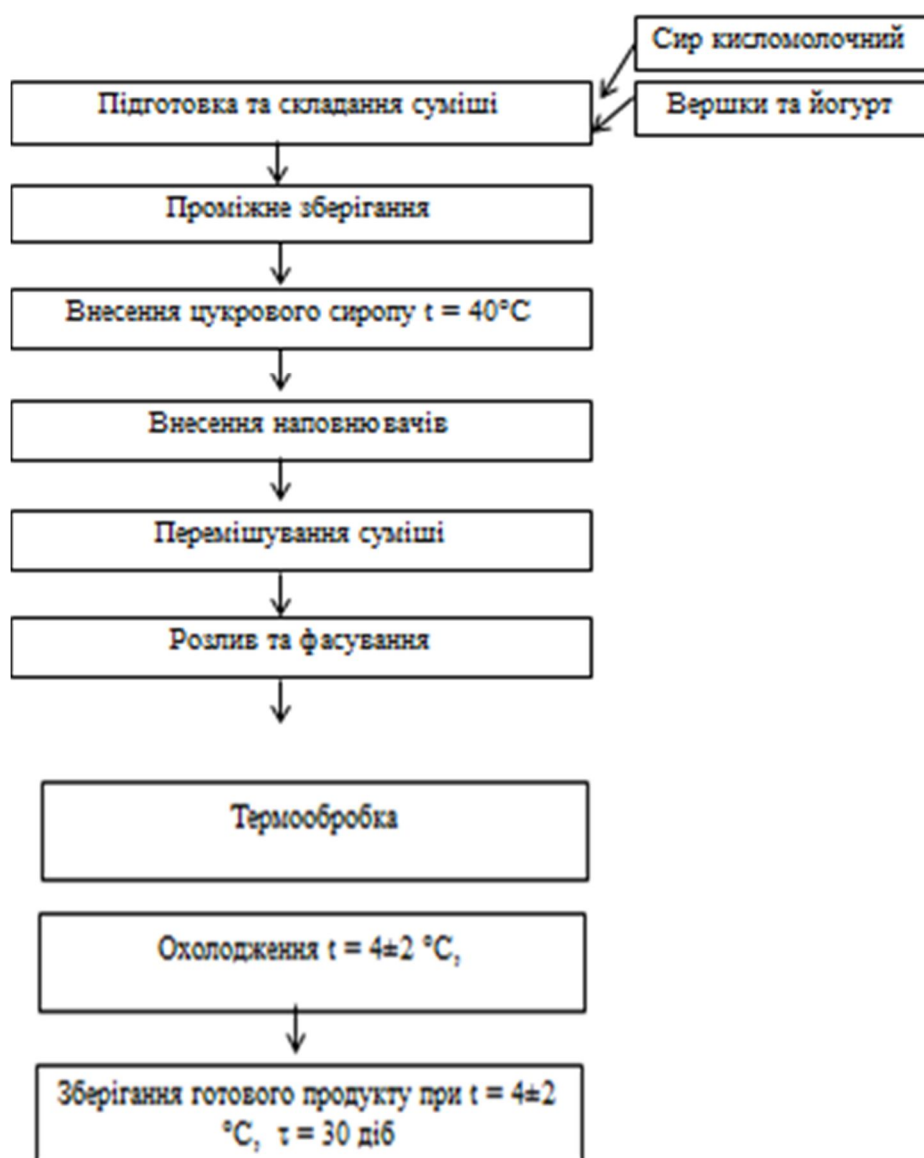 Сир кисломолочний
Підготовка та складання суміші
Вершки та йогурт
Проміжне зберігання
Внесення цукрового сиропу t = 40°C
Внесення наповнювачів
Перемішування суміші
Розлив та фасування
Термообробка
Охолодження t = 4±2 °C,
Зберігання готового продукту при t = 4±2
°C, τ = 30 діб